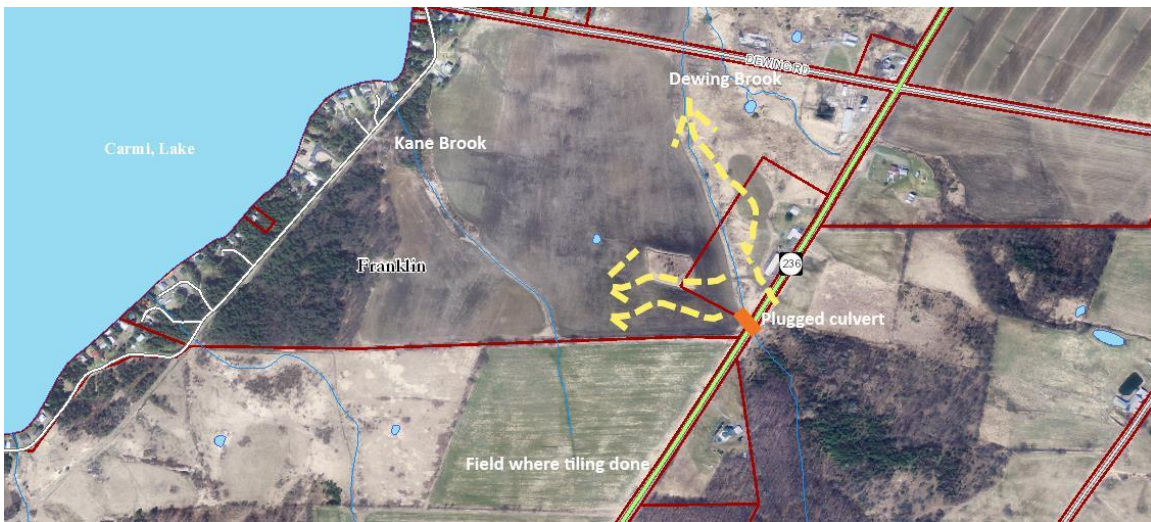 DEWING RD
Dewing Brook
Carmi, Lake
Kane Brook
Franklin
236
Plugged culvert
Field where tiling done